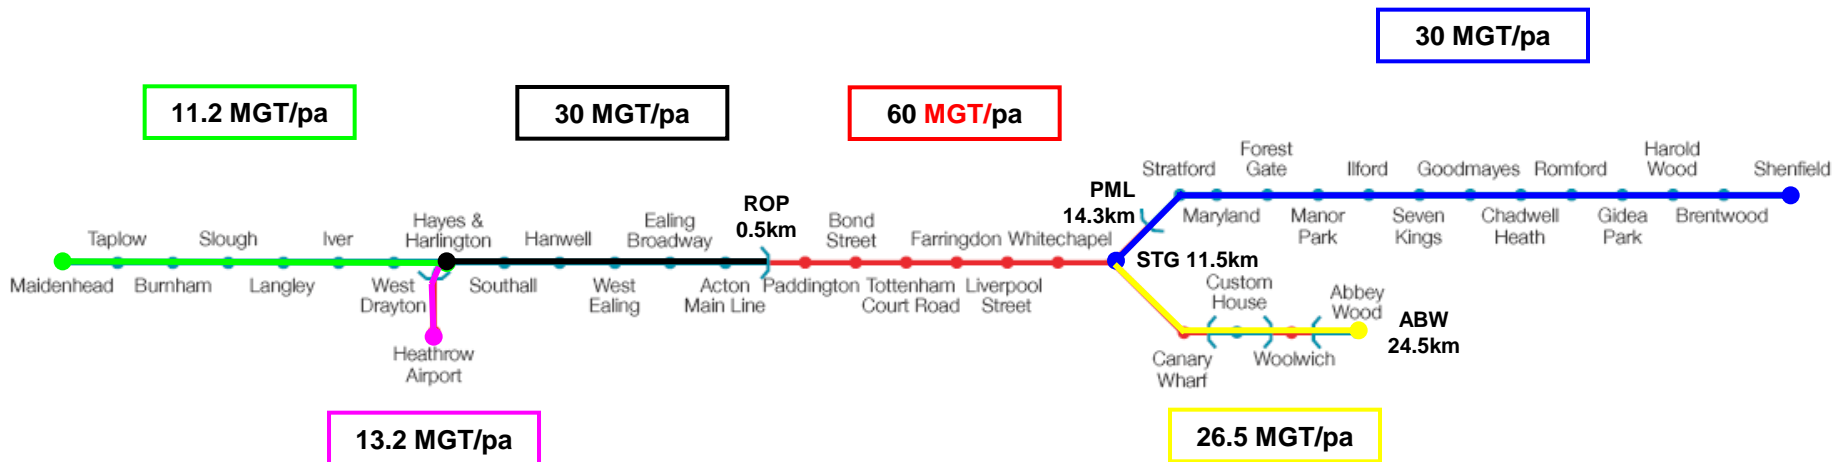 30 MGT/pa
11.2 MGT/pa
30 MGT/pa
60 MGT/pa
Stratford
Forest
Gate
Ilford
Goodmayes
Romford
Harold
Wood
Shenfield
PML
14.3km
Maryland
Manor
Park
Seven
Kings
Chadwell
Heath
Gidea
Park
Brentwood
Taplow
Slough
Iver
Hayes &
Harlington
Hanwell
Ealing
Broadway
ROP
0.5km
Bond
Street
Farringdon
Whitechapel
STG 11.5km
Maidenhead
Burnham
Langley
West
Drayton
Southall
West
Ealing
Acton
Main Line
Paddington
Tottenham
Court Road
Liverpool
Street
Custom
House
Abbey
Wood
ABW
24.5km
Heathrow
Airport
Canary
Wharf
Woolwich
13.2 MGT/pa
26.5 MGT/pa